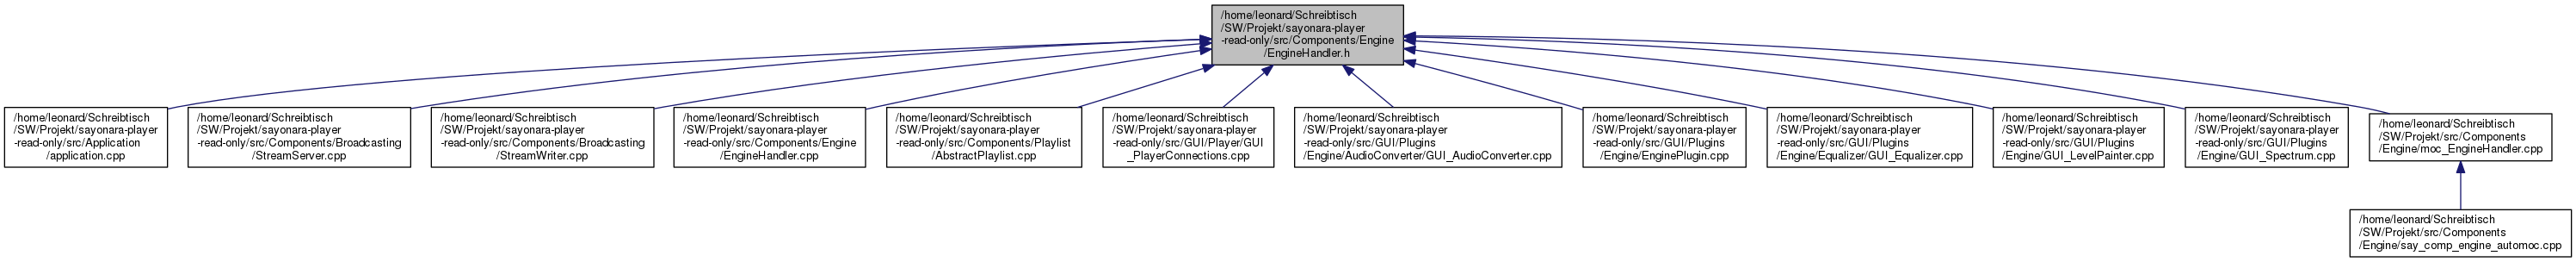 /home/leonard/Schreibtisch
/SW/Projekt/sayonara-player
-read-only/src/Components/Engine
/EngineHandler.h
/home/leonard/Schreibtisch
/SW/Projekt/sayonara-player
-read-only/src/Application
/application.cpp
/home/leonard/Schreibtisch
/SW/Projekt/sayonara-player
-read-only/src/Components/Broadcasting
/StreamServer.cpp
/home/leonard/Schreibtisch
/SW/Projekt/sayonara-player
-read-only/src/Components/Broadcasting
/StreamWriter.cpp
/home/leonard/Schreibtisch
/SW/Projekt/sayonara-player
-read-only/src/Components/Engine
/EngineHandler.cpp
/home/leonard/Schreibtisch
/SW/Projekt/sayonara-player
-read-only/src/Components/Playlist
/AbstractPlaylist.cpp
/home/leonard/Schreibtisch
/SW/Projekt/sayonara-player
-read-only/src/GUI/Player/GUI
_PlayerConnections.cpp
/home/leonard/Schreibtisch
/SW/Projekt/sayonara-player
-read-only/src/GUI/Plugins
/Engine/AudioConverter/GUI_AudioConverter.cpp
/home/leonard/Schreibtisch
/SW/Projekt/sayonara-player
-read-only/src/GUI/Plugins
/Engine/EnginePlugin.cpp
/home/leonard/Schreibtisch
/SW/Projekt/sayonara-player
-read-only/src/GUI/Plugins
/Engine/Equalizer/GUI_Equalizer.cpp
/home/leonard/Schreibtisch
/SW/Projekt/sayonara-player
-read-only/src/GUI/Plugins
/Engine/GUI_LevelPainter.cpp
/home/leonard/Schreibtisch
/SW/Projekt/sayonara-player
-read-only/src/GUI/Plugins
/Engine/GUI_Spectrum.cpp
/home/leonard/Schreibtisch
/SW/Projekt/src/Components
/Engine/moc_EngineHandler.cpp
/home/leonard/Schreibtisch
/SW/Projekt/src/Components
/Engine/say_comp_engine_automoc.cpp